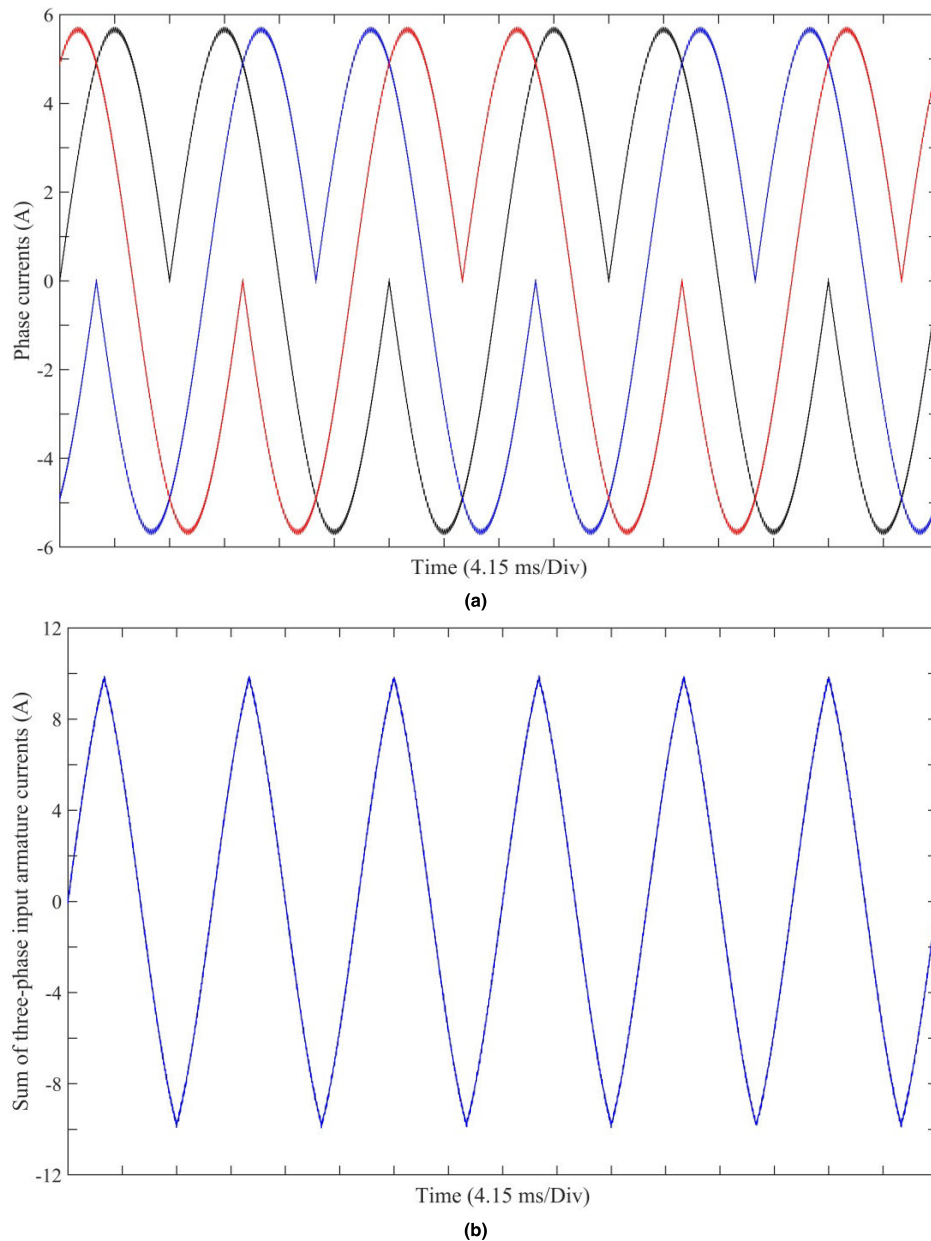 6
4
2
0
-2
-4
-6
Phase currents (A)
Time (4.15 ms/Div)
(a)
12
8
4
0
-4
-8
-12
Sum of three-phase input armature currents (A)
Time (4.15 ms/Div)
(b)